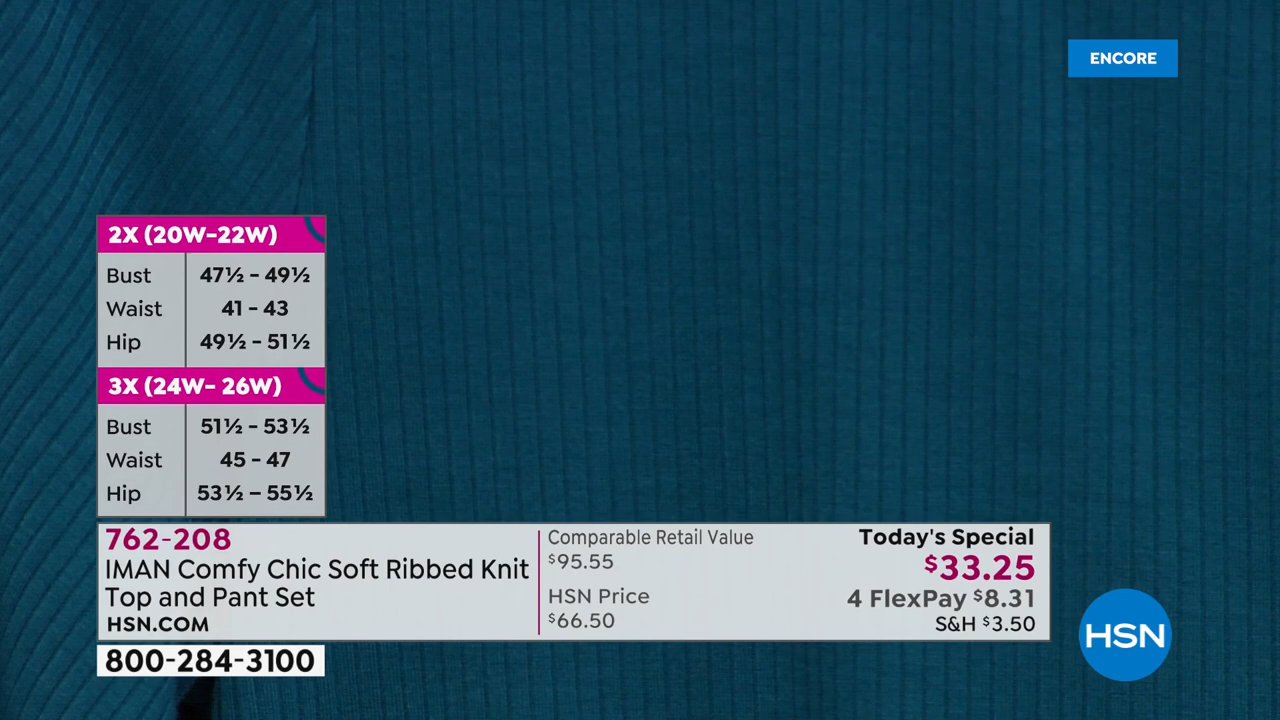 ENCORE
2X (20W-22W)
Bust 47½ - 49½
Waist 41 - 43
Hip 49½ - 51½
3X (24W- 26W)
Bust 51½ - 53½
Waist 45 - 47
Hip 53½ - 55½
762-208
IMAN Comfy Chic Soft Ribbed Knit
Top and Pant Set
HSN.COM
Comparable Retail Value
$95.55
HSN Price
$66.50
Today's Special
$33.25
4 FlexPay $8.31
S&H $3.50
800-284-3100
HSN